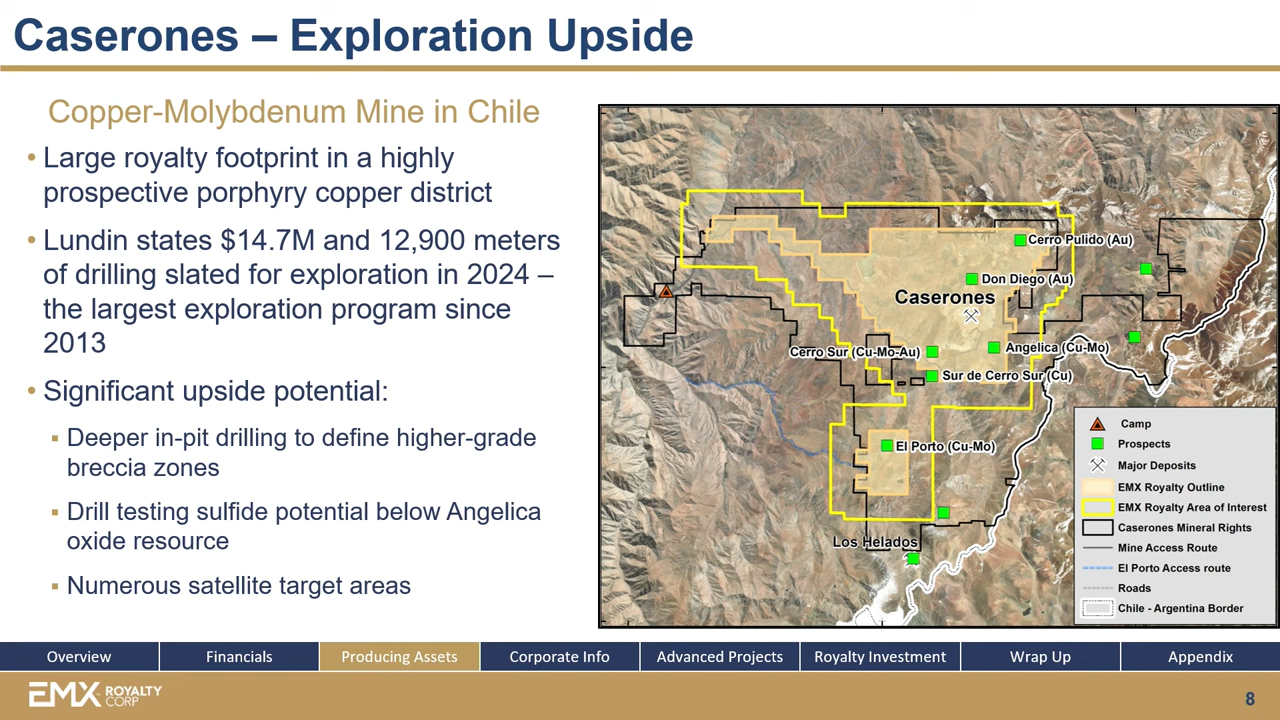 Caserones – Exploration Upside
Copper-Molybdenum Mine in Chile
• Large royalty footprint in a highly
prospective porphyry copper district
• Lundin states $14.7M and 12,900 meters
of drilling slated for exploration in 2024 –
the largest exploration program since
2013
• Significant upside potential:
▪ Deeper in-pit drilling to define higher-grade
breccia zones
▪ Drill testing sulfide potential below Angelica
oxide resource
▪ Numerous satellite target areas
Cerro Pulido (Au)
Don Diego (Au)
Caserones
Cerro Sur (Cu-Mo-Au)
Angelica (Cu-Mo)
Sur de Cerro Sur (Cu)
El Porto (Cu-Mo)
Los Helados
Camp
Prospects
Major Deposits
EMX Royalty Outline
EMX Royalty Area of Interest
Caserones Mineral Rights
Mine Access Route
El Porto Access route
Roads
Chile - Argentina Border
Overview
Financials
Producing Assets
Corporate Info
Advanced Projects
Royalty Investment
Wrap Up
Appendix
EMX ROYALTY
CORP
8